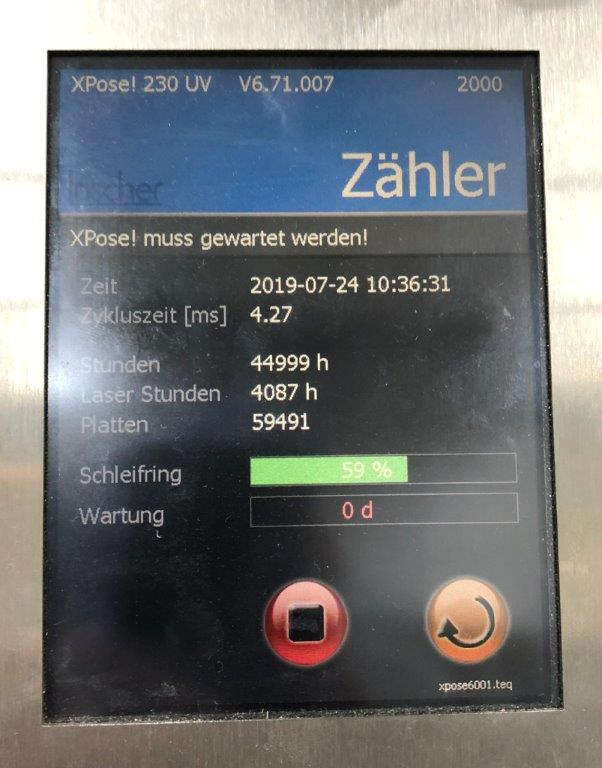 XPose! 230 UV V6.71.007 2000
lüscher
Zähler
XPose! muss gewartet werden!
Zeit 2019-07-24 10:36:31
Zykluszeit [ms] 4.27
Stunden 44999 h
Laser Stunden 4087 h
Platten 59491
Schleifring 59 %
Wartung 0 d
xpose6001.teq